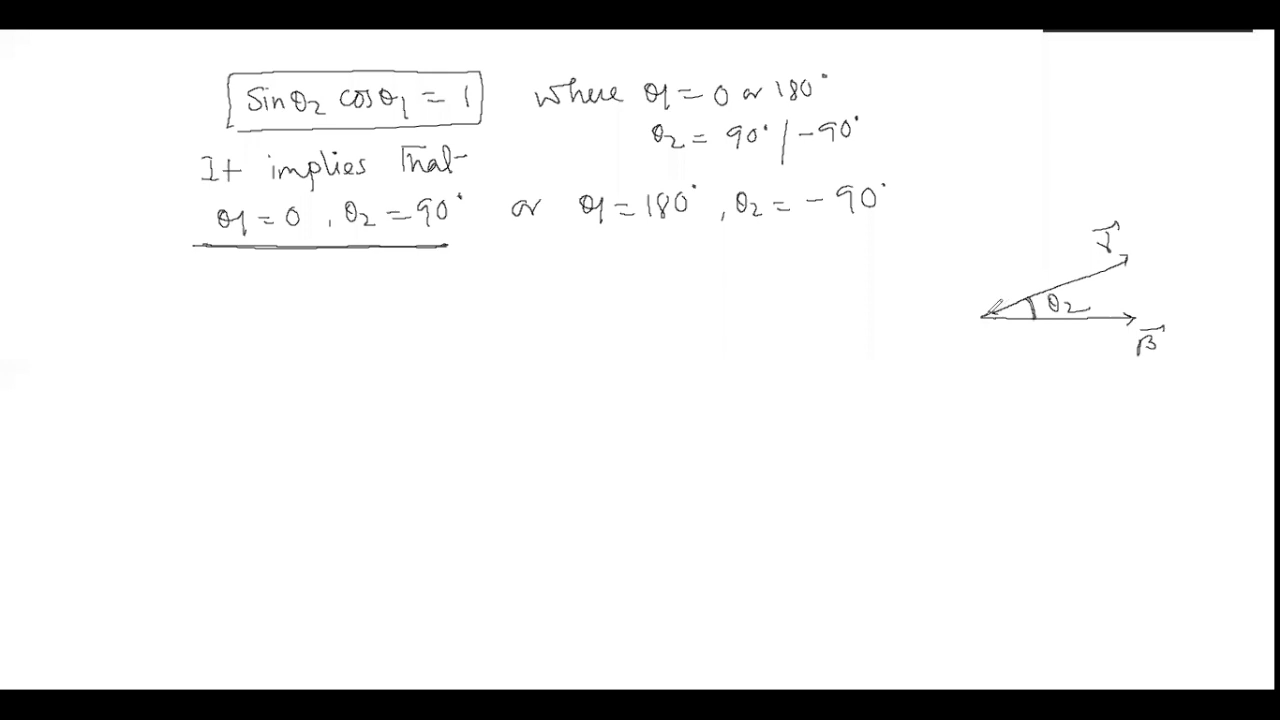 Sinθ2 cosθ1 = 1 where θ1 = 0 or 180°
θ2 = 90° / -90°
It implies That
θ1 = 0, θ2 = 90° or θ1 = 180°, θ2 = -90°
γ⃗
θ2
β⃗